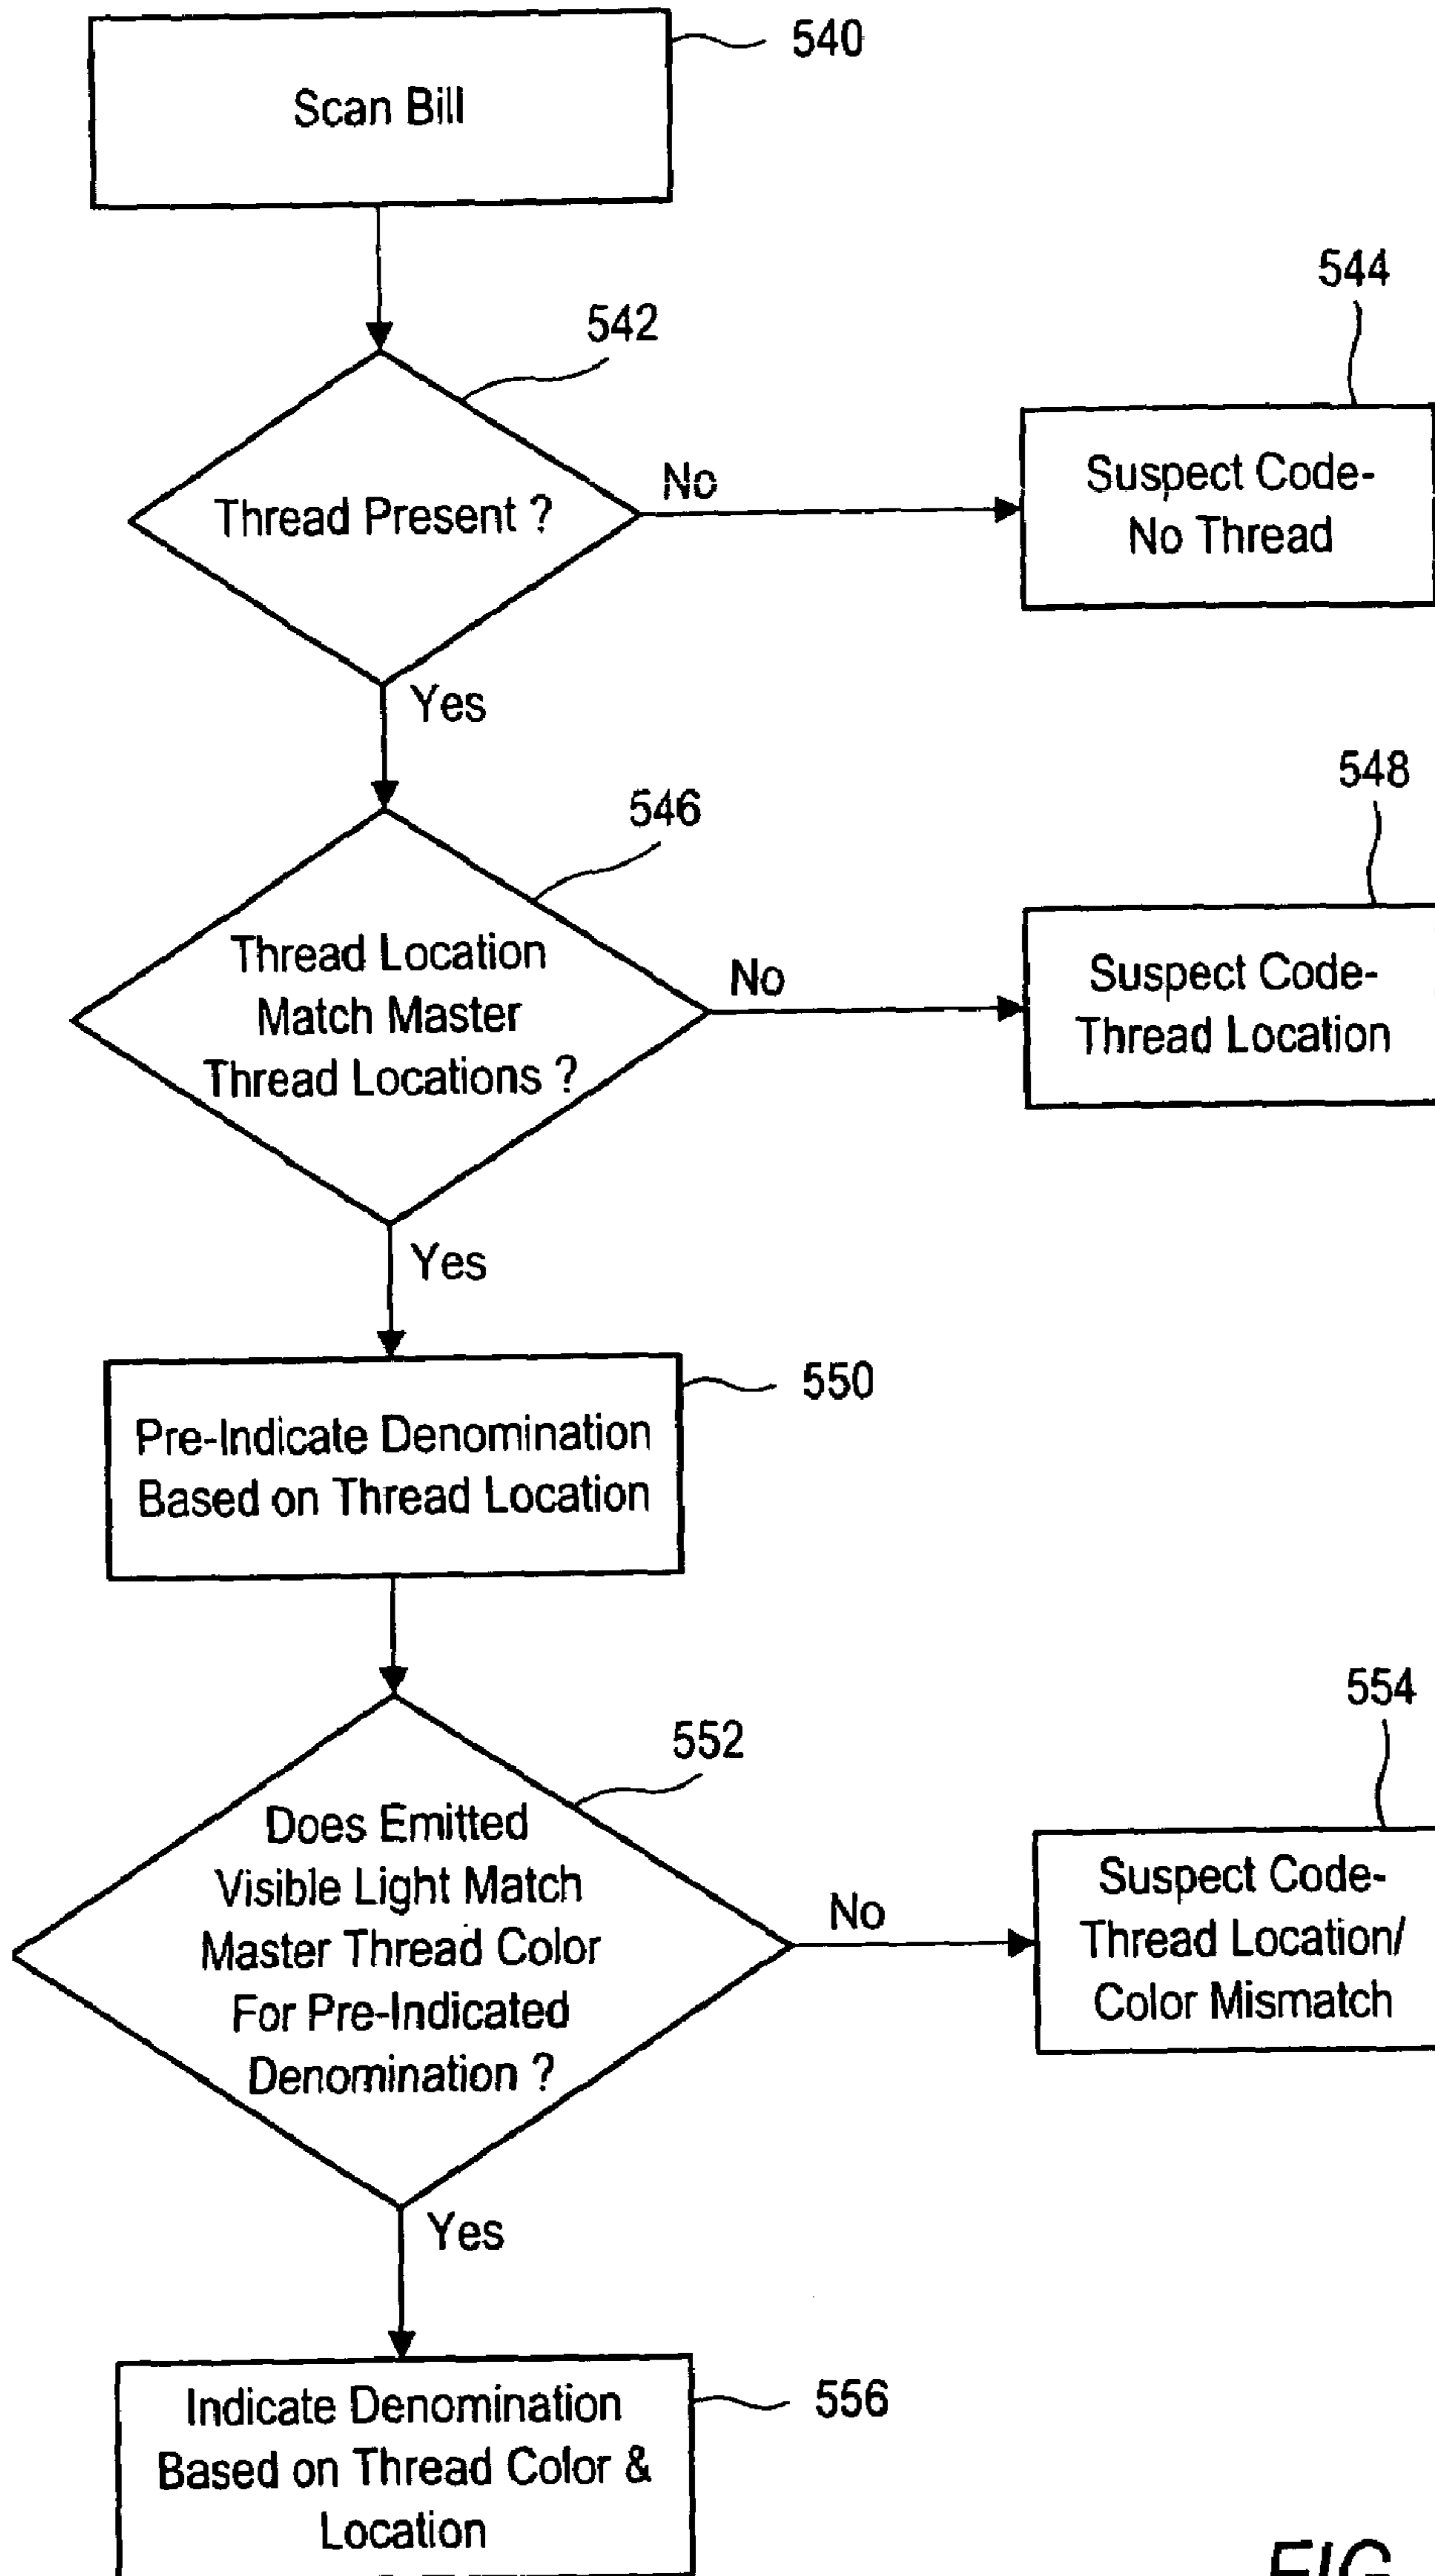 540
Scan Bill
542
544
Thread Present ?
No
Suspect Code-
No Thread
Yes
546
548
Thread Location
Match Master
Thread Locations ?
No
Suspect Code-
Thread Location
Yes
550
Pre-Indicate Denomination
Based on Thread Location
552
554
Does Emitted
Visible Light Match
Master Thread Color
For Pre-Indicated
Denomination ?
No
Suspect Code-
Thread Location/
Color Mismatch
Yes
556
Indicate Denomination
Based on Thread Color &
Location
FIG